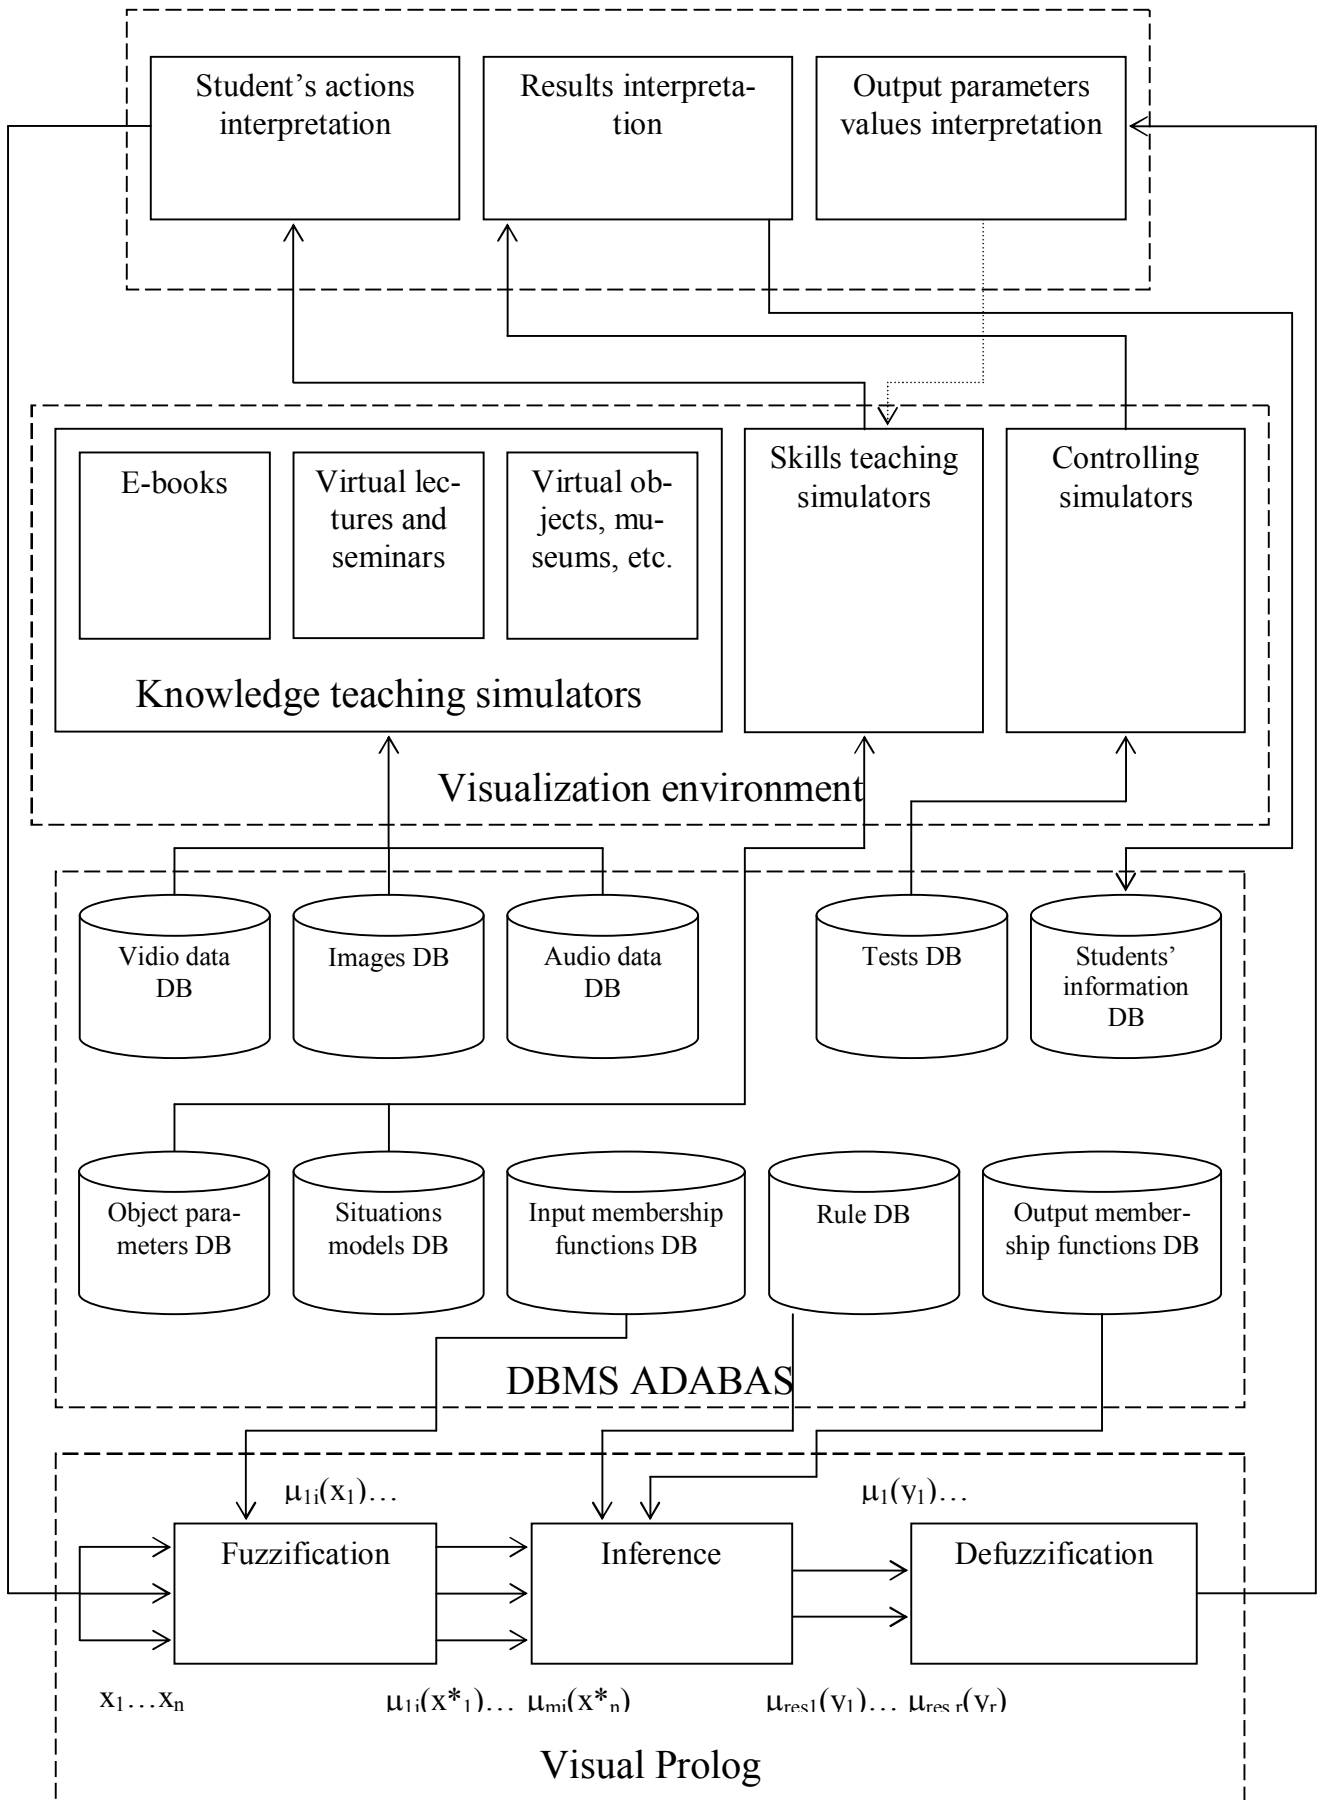 Student’s actions
interpretation
Results interpreta-
tion
Output parameters
values interpretation
E-books
Virtual lec-
tures and
seminars
Virtual ob-
jects, mu-
seums, etc.
Knowledge teaching simulators
Skills teaching
simulators
Controlling
simulators
Visualization environment
Vidio data
DB
Images DB
Audio data
DB
Tests DB
Students’
information
DB
Object para-
meters DB
Situations
models DB
Input membership
functions DB
Rule DB
Output member-
ship functions DB
DBMS ADABAS
μ₁ᵢ(x₁)…
μ₁(y₁)…
Fuzzification
Inference
Defuzzification
x₁…xₙ
μ₁ᵢ(x*₁)… μₘᵢ(x*ₙ)
μᵣₑₛ₁(y₁)… μᵣₑₛ.ᵣ(yᵣ)
Visual Prolog